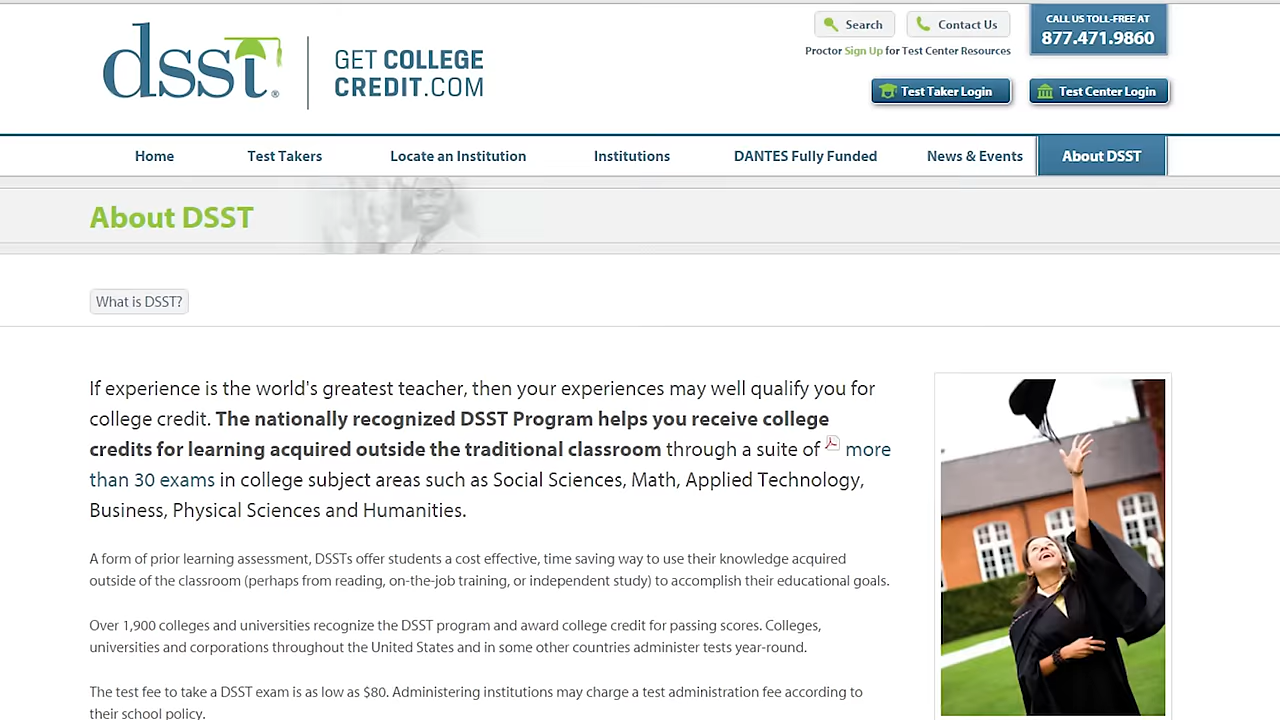 dsst®
GET COLLEGE
CREDIT.COM
Search
Contact Us
CALL US TOLL-FREE AT
877.471.9860
Proctor Sign Up for Test Center Resources
Test Taker Login
Test Center Login
Home
Test Takers
Locate an Institution
Institutions
DANTES Fully Funded
News & Events
About DSST
About DSST
What is DSST?
If experience is the world's greatest teacher, then your experiences may well qualify you for
college credit. The nationally recognized DSST Program helps you receive college
credits for learning acquired outside the traditional classroom through a suite of more
than 30 exams in college subject areas such as Social Sciences, Math, Applied Technology,
Business, Physical Sciences and Humanities.
A form of prior learning assessment, DSSTs offer students a cost effective, time saving way to use their knowledge acquired
outside of the classroom (perhaps from reading, on-the-job training, or independent study) to accomplish their educational goals.
Over 1,900 colleges and universities recognize the DSST program and award college credit for passing scores. Colleges,
universities and corporations throughout the United States and in some other countries administer tests year-round.
The test fee to take a DSST exam is as low as $80. Administering institutions may charge a test administration fee according to
their school policy.